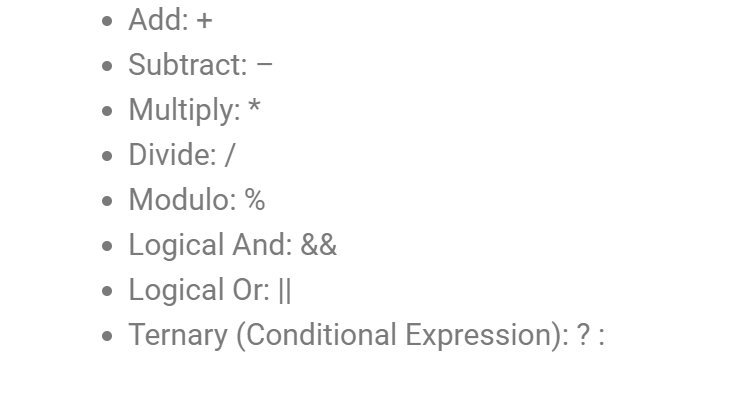 • Add: +
• Subtract: –
• Multiply: *
• Divide: /
• Modulo: %
• Logical And: &&
• Logical Or: ||
• Ternary (Conditional Expression): ? :